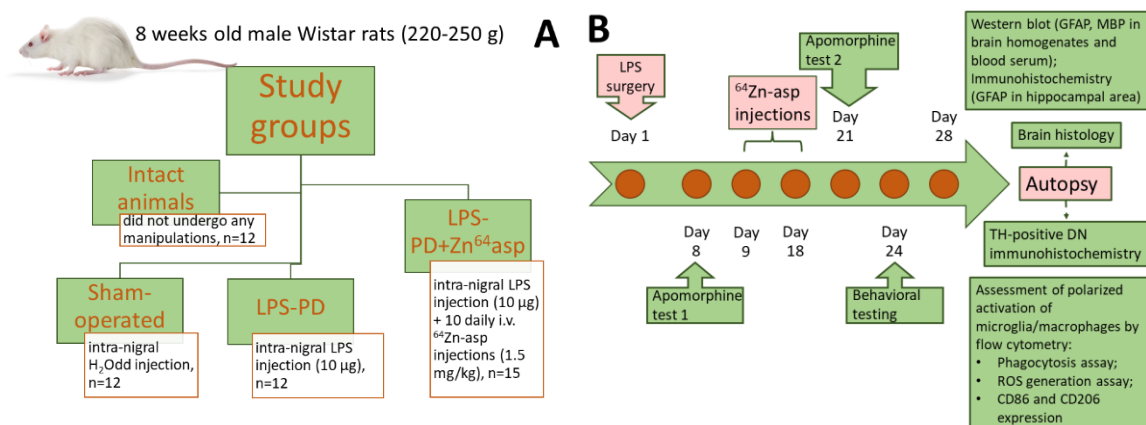 8 weeks old male Wistar rats (220-250 g)
A
Study
groups
Intact
animals
did not undergo any
manipulations, n=12
Sham-
operated
intra-nigral
H₂Odd injection,
n=12
LPS-PD
intra-nigral LPS
injection (10 µg),
n=12
LPS-
PD+Zn⁶⁴asp
intra-nigral LPS
injection (10 µg)
+ 10 daily i.v.
⁶⁴Zn-asp
injections (1.5
mg/kg), n=15
B
LPS
surgery
Day 1
⁶⁴Zn-asp
injections
Apomorphine
test 2
Day
21
Day
28
Day
8
Day
9
Day
18
Day
24
Apomorphine
test 1
Behavioral
testing
Western blot (GFAP, MBP in
brain homogenates and
blood serum);
Immunohistochemistry
(GFAP in hippocampal area)
Brain histology
Autopsy
TH-positive DN
immunohistochemistry
Assessment of polarized
activation of
microglia/macrophages by
flow cytometry:
• Phagocytosis assay;
• ROS generation assay;
• CD86 and CD206
expression